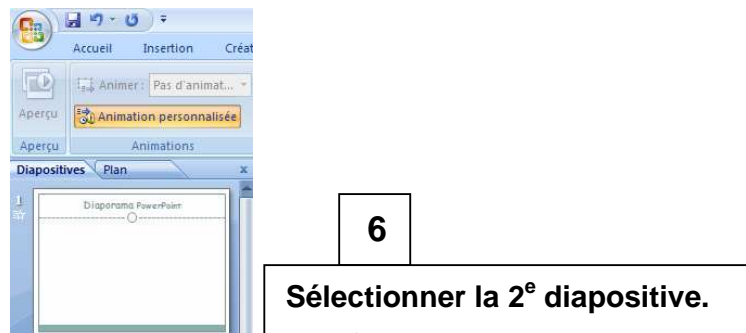 Accueil Insertion Créat
Animer : Pas d'animat...
Aperçu Animation personnalisée
Aperçu Animations
Diapositives Plan x
1
Diaporama PowerPoint
6
Sélectionner la 2e diapositive.